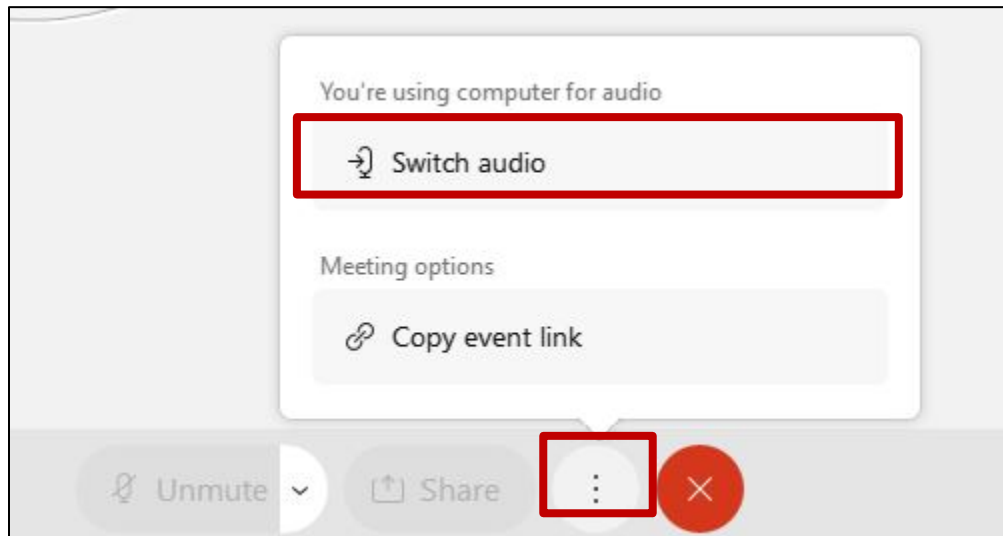 You're using computer for audio
Switch audio
Meeting options
Copy event link
Unmute
Share